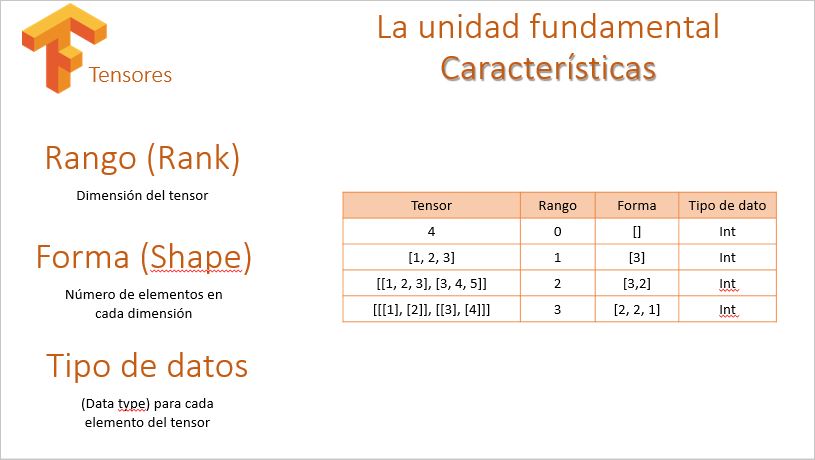 Tensores
La unidad fundamental
Características
Rango (Rank)
Dimensión del tensor
Forma (Shape)
Número de elementos en
cada dimensión
Tipo de datos
(Data type) para cada
elemento del tensor
Tensor Rango Forma Tipo de dato
4 0 [] Int
[1, 2, 3] 1 [3] Int
[[1, 2, 3], [3, 4, 5]] 2 [3,2] Int
[[[1], [2]], [[3], [4]]] 3 [2, 2, 1] Int